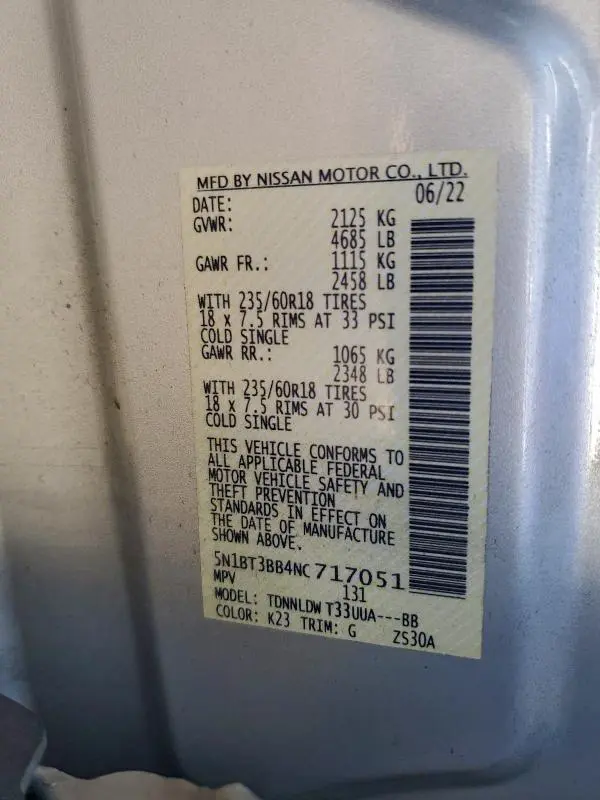 MFD BY NISSAN MOTOR CO., LTD.
DATE: 06/22
GVWR: 2125 KG
4685 LB
GAWR FR.: 1115 KG
2458 LB
WITH 235/60R18 TIRES
18 x 7.5 RIMS AT 33 PSI
COLD SINGLE
GAWR RR.: 1065 KG
2348 LB
WITH 235/60R18 TIRES
18 x 7.5 RIMS AT 30 PSI
COLD SINGLE
THIS VEHICLE CONFORMS TO
ALL APPLICABLE FEDERAL
MOTOR VEHICLE SAFETY AND
THEFT PREVENTION
STANDARDS IN EFFECT ON
THE DATE OF MANUFACTURE
SHOWN ABOVE.
5N1BT3BB4NC717051
MPV 131
MODEL: TDNNLDW T33UUA---BB
COLOR: K23 TRIM: G ZS30A